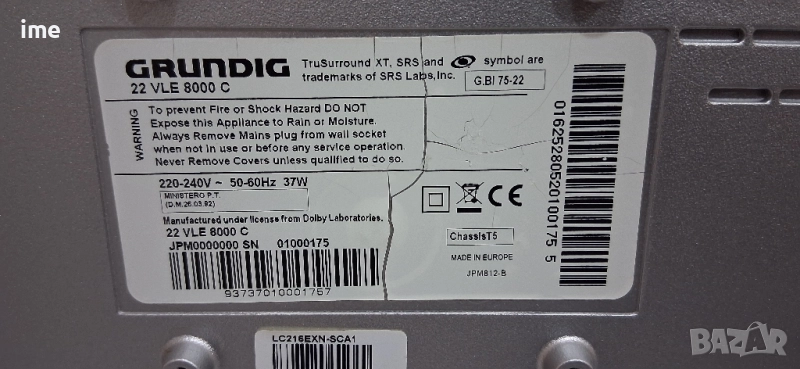 ime
GRUNDIG
22 VLE 8000 C
TruSurround XT, SRS and symbol are
trademarks of SRS Labs,Inc.
G.BI 75-22
WARNING
To prevent Fire or Shock Hazard DO NOT
Expose this Appliance to Rain or Moisture.
Always Remove Mains plug from wall socket
when not in use or before any service operation.
Never Remove Covers unless qualified to do so.
220-240V ~ 50-60Hz 37W
MINISTERO P.T.
(D.M.26.03.92)
Manufactured under license from Dolby Laboratories.
22 VLE 8000 C
JPM0000000 SN 01000175
93737010001757
CE
ChassisT5
MADE IN EUROPE
JPM812-B
01625280520100175 5
LC216EXN-SCA1
BAZAR